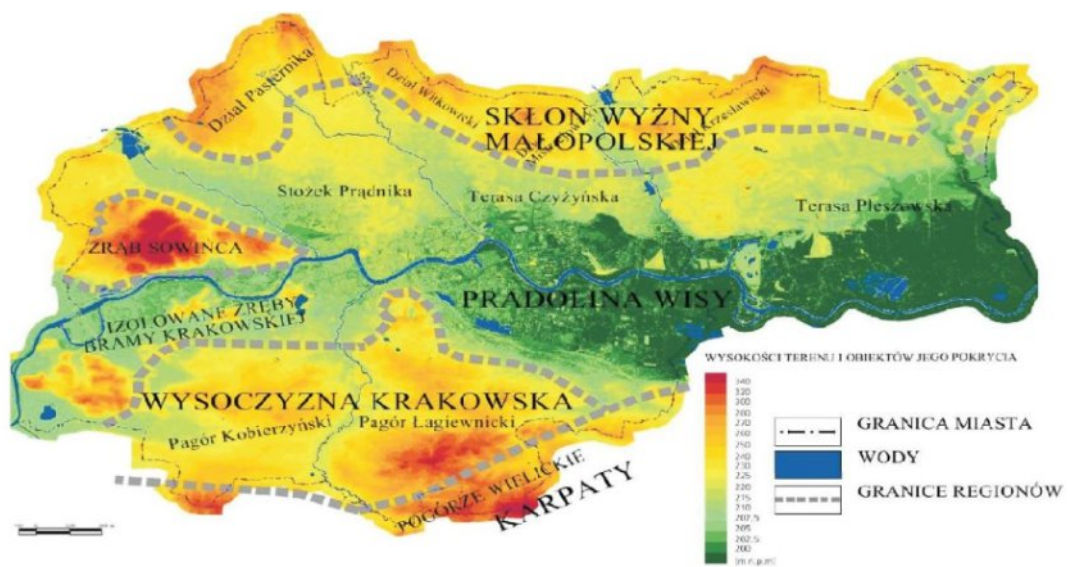 Dział Pasternika
Dział Witkowicki
SKŁON WYŻNY
MAŁOPOLSKIEJ
Stożek Prądnika
Terasa Czyżyńska
Terasa Pleszowska
ZRĄB SOWIŃCA
IZOLOWANE ZRĘBY
BRAMY KRAKOWSKIEJ
PRADOLINA WISY
WYSOCZYZNA KRAKOWSKA
Pagór Kobierzyński
Pagór Łagiewnicki
POGÓRZE WIELICKIE
KARPATY
WYSOKOŚCI TERENU I OBIEKTÓW JEGO POKRYCIA
340
320
300
280
270
260
250
240
230
225
220
215
210
207,5
205
202,5
200
[m n.p.m]
GRANICA MIASTA
WODY
GRANICE REGIONÓW